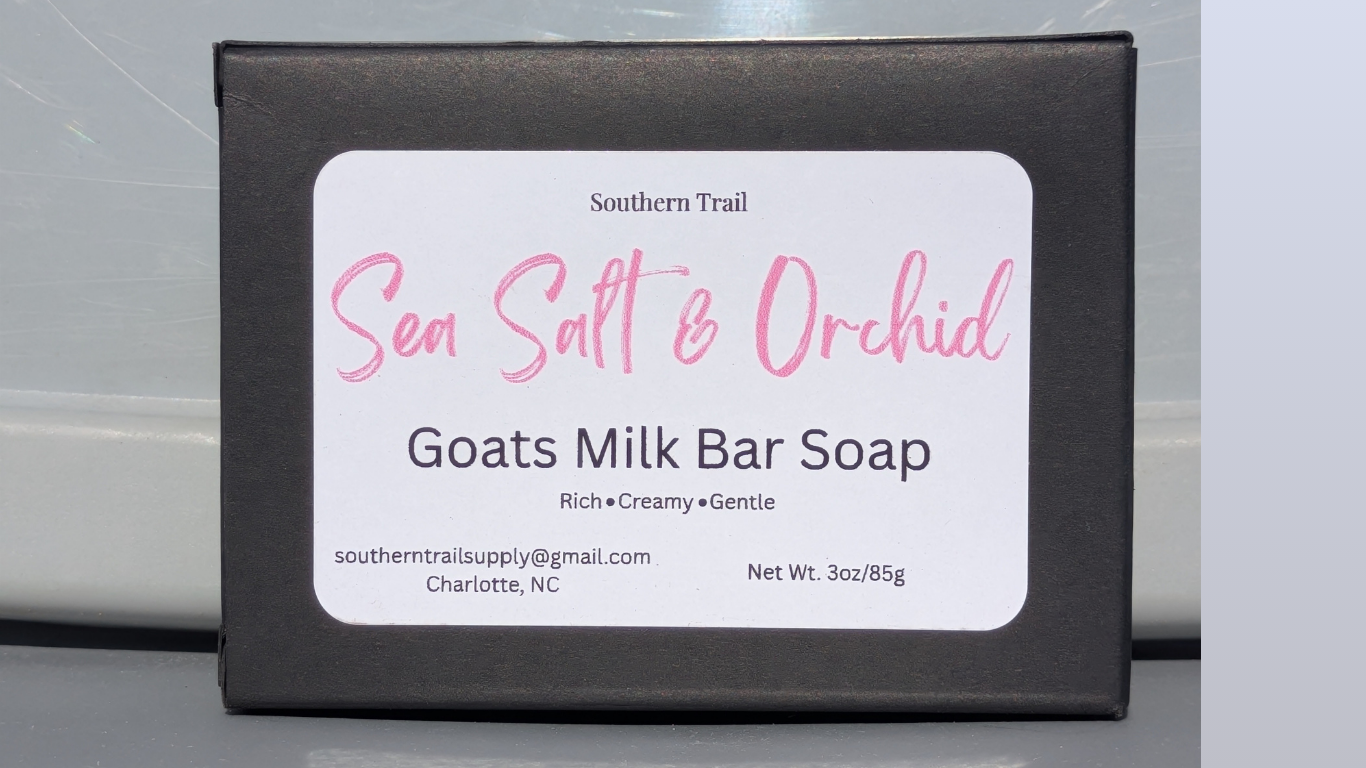 Southern Trail
Sea Salt & Orchid
Goats Milk Bar Soap
Rich•Creamy•Gentle
southerntrailsupply@gmail.com
Charlotte, NC
Net Wt. 3oz/85g